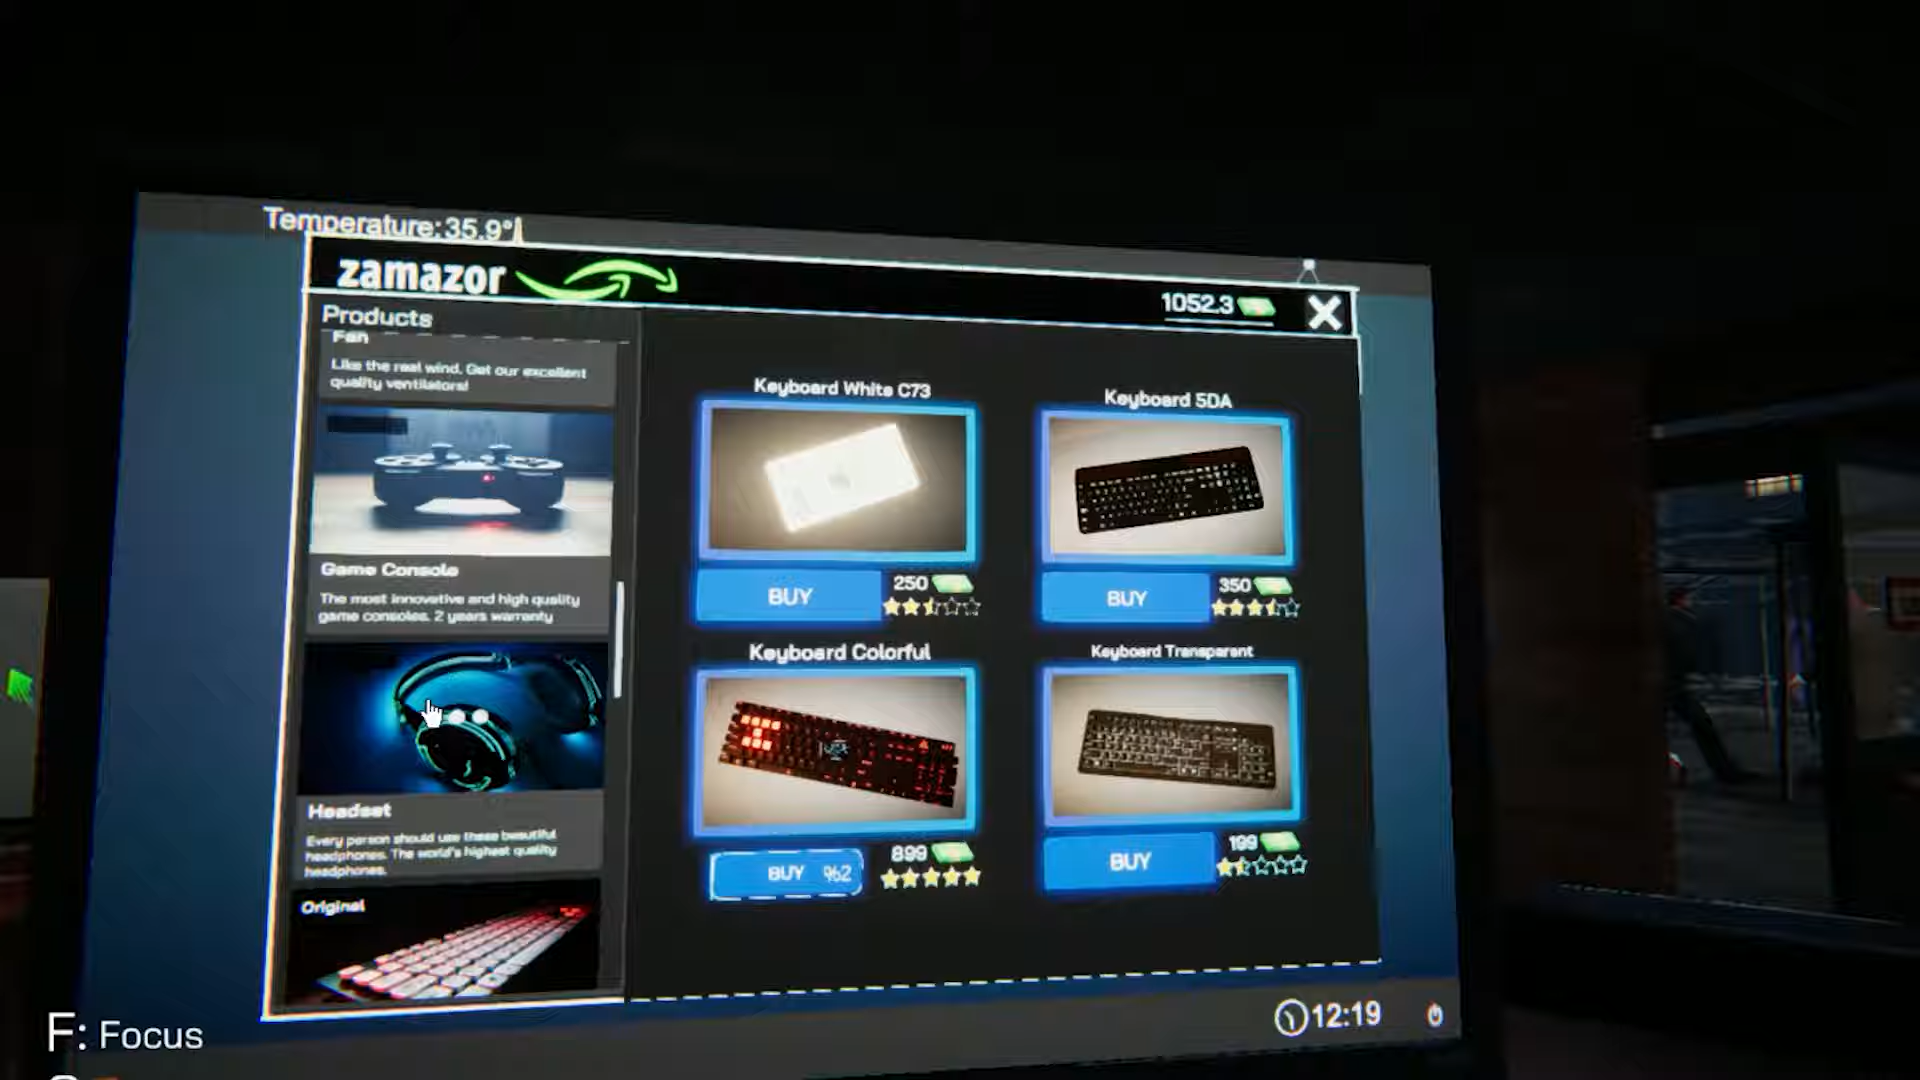 Temperature: 35.9°
zamazor
1052.3
Products
Fan
Like the real wind. Get our excellent
quality ventilators!
Game Console
The most innovative and high quality
game consoles. 2 years warranty
Headset
Every person should use these beautiful
headphones. The world's highest quality
headphones.
Original
Keyboard White C73
BUY
250
Keyboard 5DA
BUY
350
Keyboard Colorful
BUY
899
Keyboard Transparent
BUY
199
12:19
F: Focus